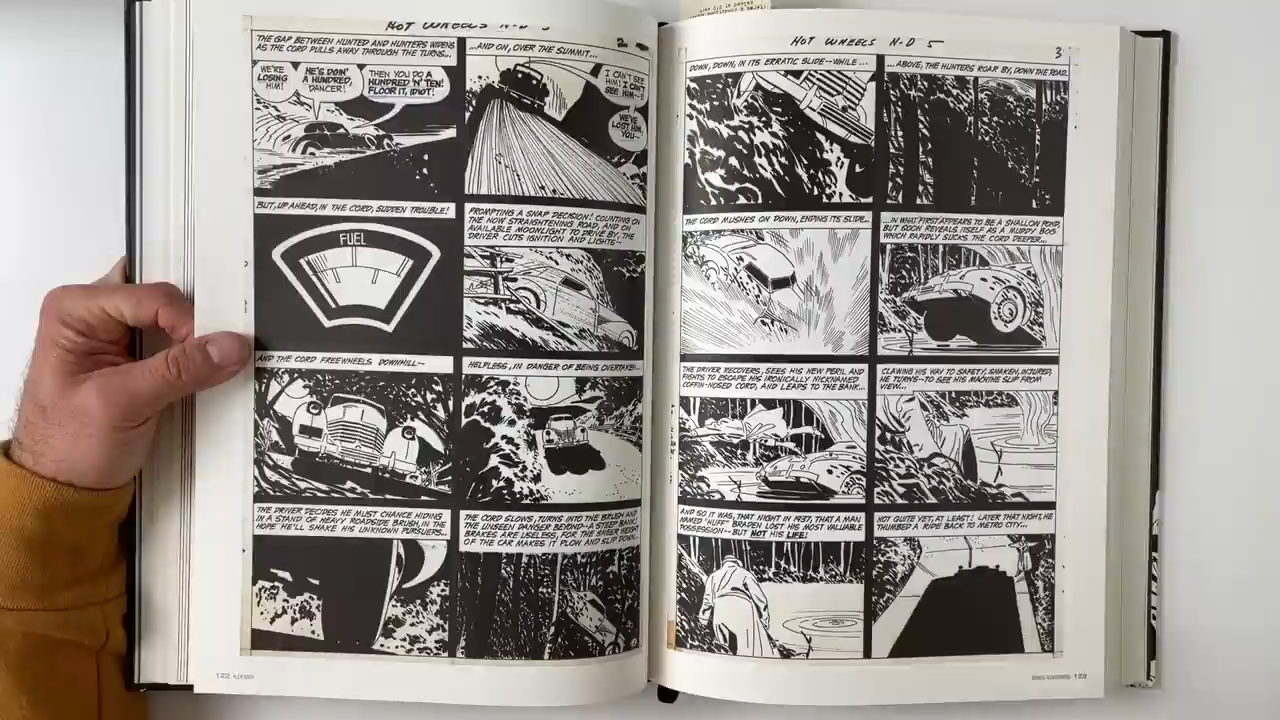 HOT WHEELS N-D 5
2
THE GAP BETWEEN HUNTED AND HUNTERS WIDENS
AS THE CORD PULLS AWAY THROUGH THE TURNS...
WE'RE
LOSING
HIM!
HE'S DOIN'
A HUNDRED,
DANCER!
THEN YOU DO A
HUNDRED 'N' TEN!
FLOOR IT, IDIOT!
...AND ON, OVER THE SUMMIT...
I CAN'T SEE
HIM! I CAN'T
SEE HIM--!
WE'VE
LOST HIM,
YOU--
BUT, UP AHEAD, IN THE CORD, SUDDEN TROUBLE!
FUEL
PROMPTING A SNAP DECISION! COUNTING ON
THE NOW STRAIGHTENING ROAD, AND ON
AVAILABLE MOONLIGHT TO DRIVE BY, THE
DRIVER CUTS IGNITION AND LIGHTS--
AND THE CORD FREEWHEELS DOWNHILL--
HELPLESS, IN DANGER OF BEING OVERTAKEN...
THE DRIVER DECIDES HE MUST CHANCE HIDING
IN A STAND OF HEAVY ROADSIDE BRUSH, IN THE
HOPE HE'LL SHAKE HIS UNKNOWN PURSUERS...
THE CORD SLOWS, TURNS INTO THE BRUSH AND
THE UNSEEN DANGER BEYOND--A STEEP BANK!
BRAKES ARE USELESS, FOR THE SHEER WEIGHT
OF THE CAR MAKES IT PLOW AND SLIP DOWN...
122 ALEX TOTH
HOT WHEELS N-D 5
3
DOWN, DOWN, IN ITS ERRATIC SLIDE--WHILE...
...ABOVE, THE HUNTERS ROAR BY, DOWN THE ROAD.
THE CORD MUSHES ON DOWN, ENDING ITS SLIDE...
...IN WHAT FIRST APPEARS TO BE A SHALLOW POND,
BUT SOON REVEALS ITSELF AS A MUDDY BOG
WHICH RAPIDLY SUCKS THE CORD DEEPER...
THE DRIVER RECOVERS, SEES HIS NEW PERIL AND
FIGHTS TO ESCAPE HIS IRONICALLY NICKNAMED
COFFIN-NOSED CORD, AND LEAPS TO THE BANK...
CLAWING HIS WAY TO SAFETY, SHAKEN, INJURED,
HE TURNS--TO SEE HIS MACHINE SLIP FROM
VIEW...
AND SO IT WAS, THAT NIGHT IN 1937, THAT A MAN
NAMED "HUFF" BRADEN LOST HIS MOST VALUABLE
POSSESSION--BUT NOT HIS LIFE!
NOT QUITE YET, AT LEAST! LATER THAT NIGHT, HE
THUMBED A RIDE BACK TO METRO CITY...
123